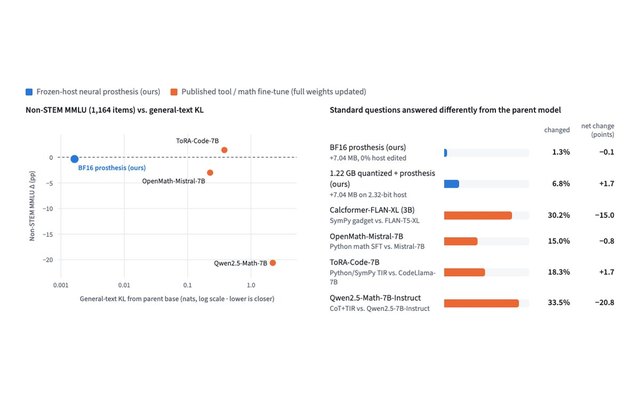 Frozen-host neural prosthesis (ours) Published tool / math fine-tune (full weights updated)
Non-STEM MMLU (1,164 items) vs. general-text KL
Non-STEM MMLU Δ (pp)
0
−5
−10
−15
−20
ToRA-Code-7B
BF16 prosthesis (ours)
OpenMath-Mistral-7B
Qwen2.5-Math-7B
0.001 0.01 0.1 1.0
General-text KL from parent base (nats, log scale · lower is closer)
Standard questions answered differently from the parent model
changed
net change
(points)
BF16 prosthesis (ours)
+7.04 MB, 0% host edited
1.3% −0.1
1.22 GB quantized + prosthesis
(ours)
+7.04 MB on 2.32-bit host
6.8% +1.7
Calcformer-FLAN-XL (3B)
SymPy gadget vs. FLAN-T5-XL
30.2% −15.0
OpenMath-Mistral-7B
Python math SFT vs. Mistral-7B
15.0% −0.8
ToRA-Code-7B
Python/SymPy TIR vs. CodeLlama-
7B
18.3% +1.7
Qwen2.5-Math-7B-Instruct
CoT+TIR vs. Qwen2.5-7B-Instruct
33.5% −20.8